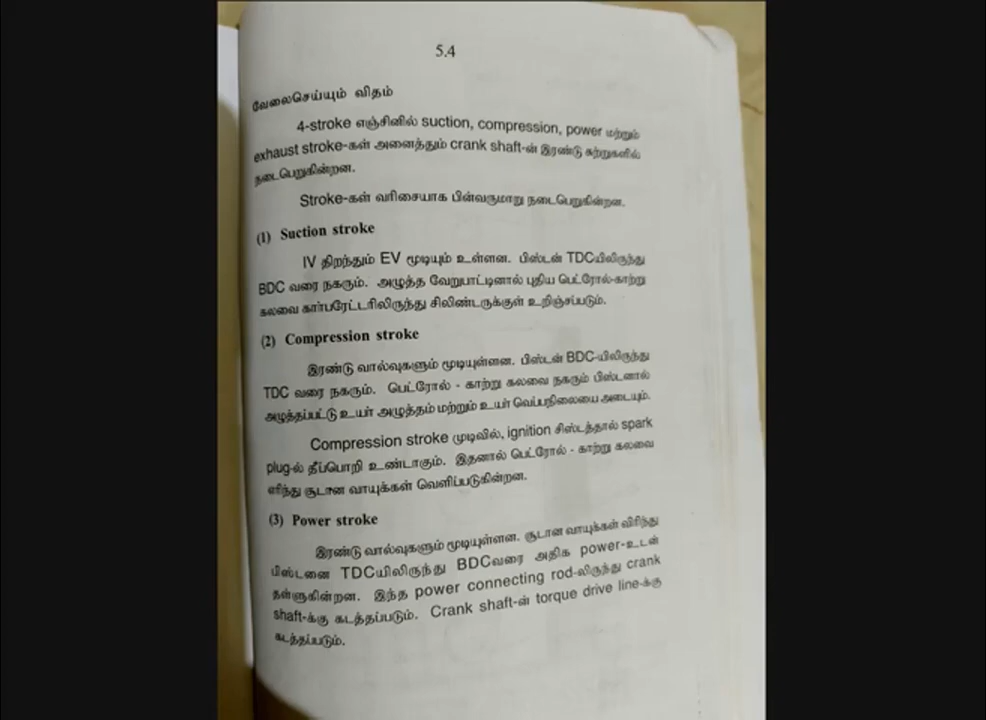 5.4
வேலைசெய்யும் விதம்
4-stroke எஞ்சினில் suction, compression, power மற்றும்
exhaust stroke-கள் அனைத்தும் crank shaft-ன் இரண்டு சுற்றுகளில்
நடைபெறுகின்றன.
Stroke-கள் வரிசையாக பின்வருமாறு நடைபெறுகின்றன.
(1) Suction stroke
IV திறந்தும் EV மூடியும் உள்ளன. பிஸ்டன் TDCயிலிருந்து
BDC வரை நகரும். அழுத்த வேறுபாட்டினால் புதிய பெட்ரோல்-காற்று
கலவை கார்பரேட்டரிலிருந்து சிலிண்டருக்குள் உறிஞ்சப்படும்.
(2) Compression stroke
இரண்டு வால்வுகளும் மூடியுள்ளன. பிஸ்டன் BDC-யிலிருந்து
TDC வரை நகரும். பெட்ரோல் - காற்று கலவை நகரும் பிஸ்டனால்
அழுத்தப்பட்டு உயர் அழுத்தம் மற்றும் உயர் வெப்பநிலையை அடையும்.
Compression stroke முடிவில், ignition சிஸ்டத்தால் spark
plug-ல் தீப்பொறி உண்டாகும். இதனால் பெட்ரோல் - காற்று கலவை
எரிந்து சூடான வாயுக்கள் வெளிப்படுகின்றன.
(3) Power stroke
இரண்டு வால்வுகளும் மூடியுள்ளன. சூடான வாயுக்கள் விரிந்து
பிஸ்டனை TDCயிலிருந்து BDCவரை அதிக power-உடன்
தள்ளுகின்றன. இந்த power connecting rod-லிருந்து crank
shaft-க்கு கடத்தப்படும். Crank shaft-ன் torque drive line-க்கு
கடத்தப்படும்.